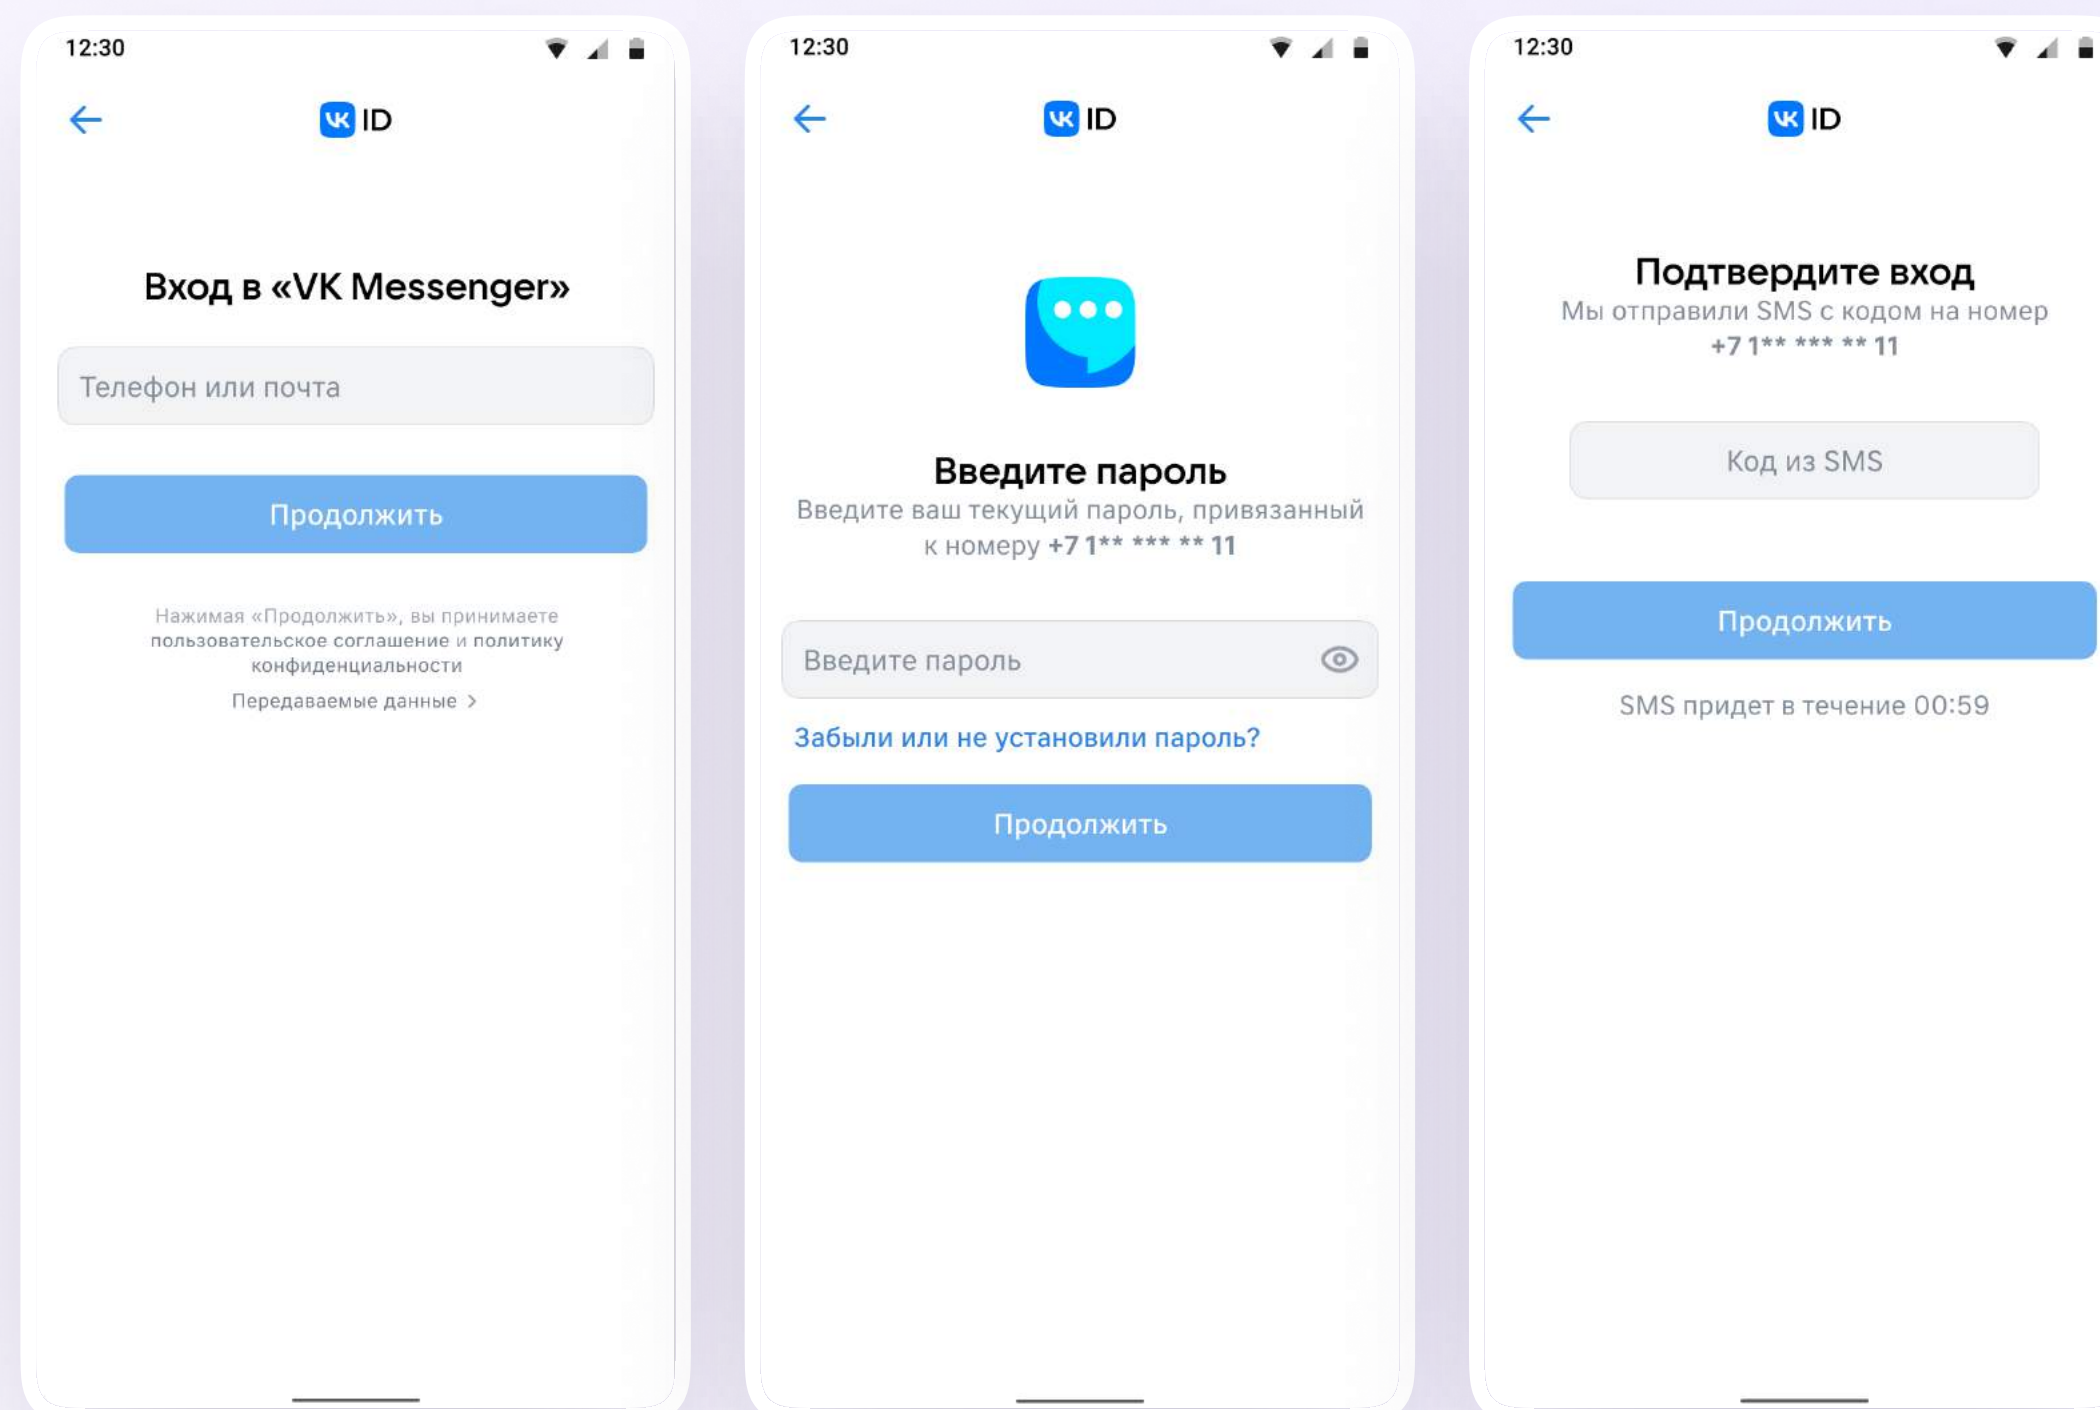 12:30
VK ID
Вход в «VK Messenger»
Телефон или почта
Продолжить
Нажимая «Продолжить», вы принимаете
пользовательское соглашение и политику
конфиденциальности
Передаваемые данные >
12:30
VK ID
Введите пароль
Введите ваш текущий пароль, привязанный
к номеру +7 1** *** ** 11
Введите пароль
Забыли или не установили пароль?
Продолжить
12:30
VK ID
Подтвердите вход
Мы отправили SMS с кодом на номер
+7 1** *** ** 11
Код из SMS
Продолжить
SMS придет в течение 00:59